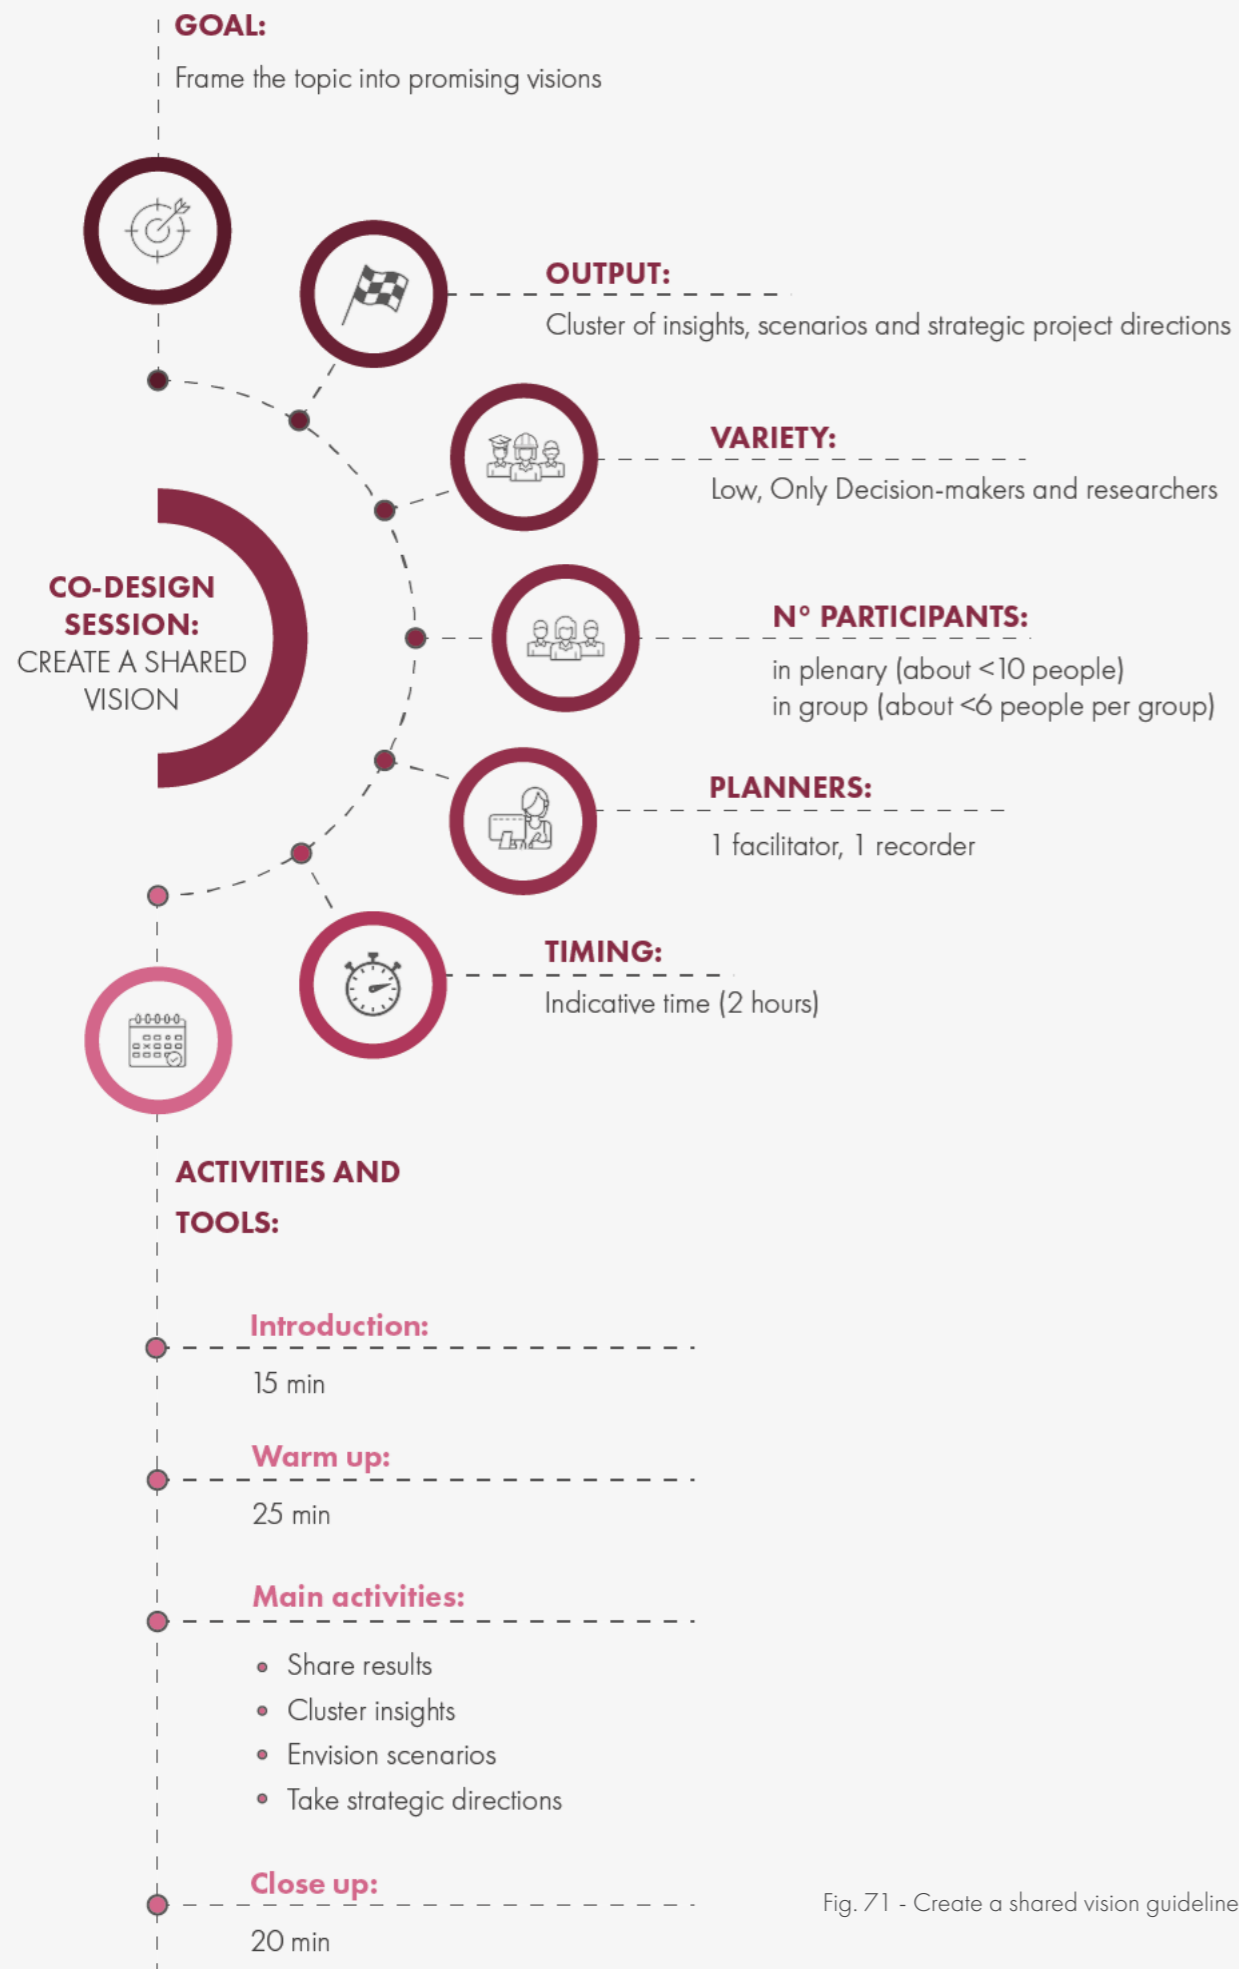 GOAL:
Frame the topic into promising visions
OUTPUT:
Cluster of insights, scenarios and strategic project directions
VARIETY:
Low, Only Decision-makers and researchers
CO-DESIGN
SESSION:
CREATE A SHARED
VISION
N° PARTICIPANTS:
in plenary (about <10 people)
in group (about <6 people per group)
PLANNERS:
1 facilitator, 1 recorder
TIMING:
Indicative time (2 hours)
ACTIVITIES AND
TOOLS:
Introduction:
15 min
Warm up:
25 min
Main activities:
• Share results
• Cluster insights
• Envision scenarios
• Take strategic directions
Close up:
20 min
Fig. 71 - Create a shared vision guideline